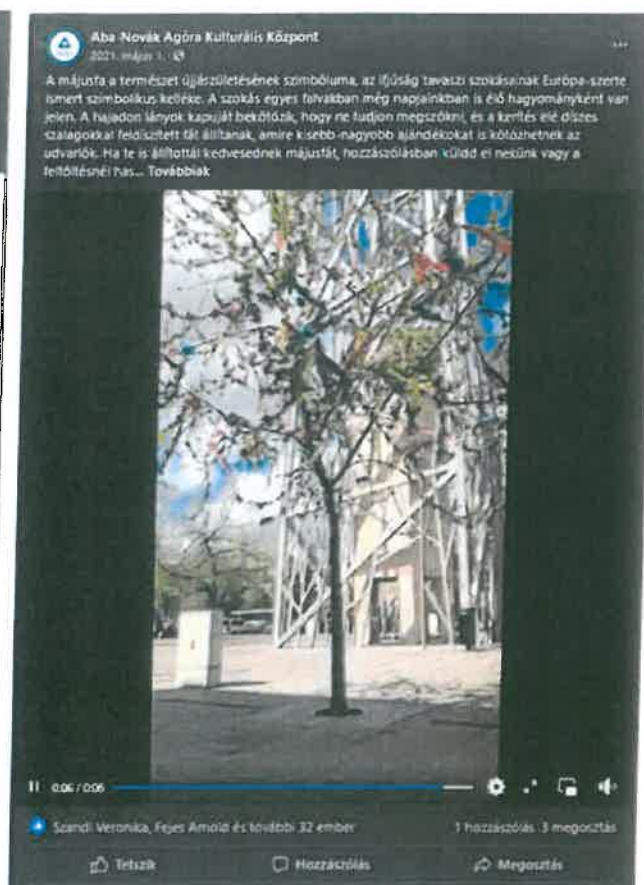 Aba-Novák Agóra Kulturális Központ
2021. május 1.
A májusfa a természet újjászületésének szimbóluma, az ifjúság tavaszi szokásainak Európa-szerte
ismert szimbolikus kelléke. A szokás egyes falvakban még napjainkban is élő hagyományként van
jelen. A hajadon lányok kapuját bekötözik, hogy ne tudjon megszökni, és a kerítés elé díszes
szalagokkal feldíszített fát állítanak, amire kisebb-nagyobb ajándékokat is kötözhetnek az
udvarlók. Ha te is állítottál kedvesednek májusfát, hozzászólásban küldd el nekünk vagy a
feltöltésnél has... Továbbiak
0:06 / 0:06
Szandi Veronika, Fejes Arnold és további 32 ember
1 hozzászólás 3 megosztás
Tetszik
Hozzászólás
Megosztás